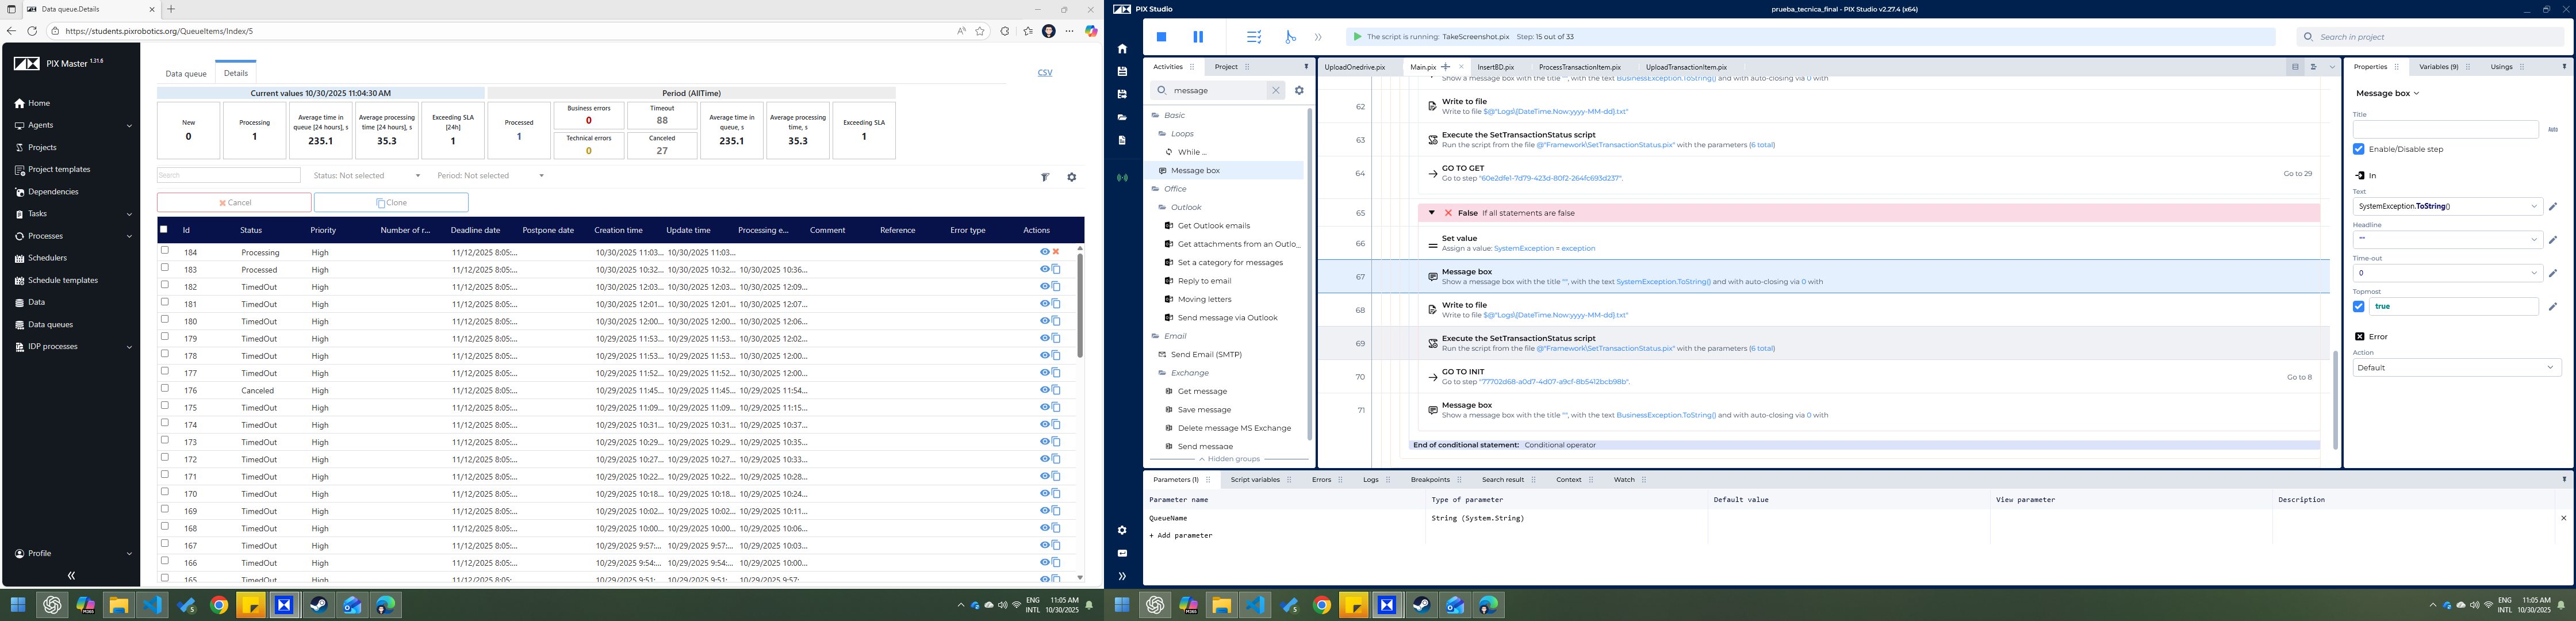 Data queue.Details
https://students.pixrobotics.org/QueueItems/Index/5
PIX Master 1.31.6
Home
Agents
Projects
Project templates
Dependencies
Tasks
Processes
Schedulers
Schedule templates
Data
Data queues
IDP processes
Profile
Data queue Details CSV
Current values 10/30/2025 11:04:30 AM Period (AllTime)
New 0
Processing 1
Average time in queue [24 hours], s 235.1
Average processing time [24 hours], s 35.3
Exceeding SLA [24h] 1
Processed 1
Business errors 0
Technical errors 0
Timeout 88
Canceled 27
Average time in queue, s 235.1
Average processing time, s 35.3
Exceeding SLA 1
Search Status: Not selected Period: Not selected
Cancel Clone
Id Status Priority Number of r... Deadline date Postpone date Creation time Update time Processing e... Comment Reference Error type Actions
184 Processing High 11/12/2025 8:05:... 10/30/2025 11:03... 10/30/2025 11:03...
183 Processed High 11/12/2025 8:05:... 10/30/2025 10:32... 10/30/2025 10:32... 10/30/2025 10:36...
182 TimedOut High 11/12/2025 8:05:... 10/30/2025 12:03... 10/30/2025 12:03... 10/30/2025 12:09...
181 TimedOut High 11/12/2025 8:05:... 10/30/2025 12:01... 10/30/2025 12:01... 10/30/2025 12:07...
180 TimedOut High 11/12/2025 8:05:... 10/30/2025 12:00... 10/30/2025 12:00... 10/30/2025 12:06...
179 TimedOut High 11/12/2025 8:05:... 10/29/2025 11:53... 10/29/2025 11:53... 10/30/2025 12:02...
178 TimedOut High 11/12/2025 8:05:... 10/29/2025 11:53... 10/29/2025 11:53... 10/30/2025 12:00...
177 TimedOut High 11/12/2025 8:05:... 10/29/2025 11:52... 10/29/2025 11:52... 10/30/2025 12:00...
176 Canceled High 11/12/2025 8:05:... 10/29/2025 11:45... 10/29/2025 11:45... 10/29/2025 11:54...
175 TimedOut High 11/12/2025 8:05:... 10/29/2025 11:09... 10/29/2025 11:09... 10/29/2025 11:15...
174 TimedOut High 11/12/2025 8:05:... 10/29/2025 10:31... 10/29/2025 10:31... 10/29/2025 10:37...
173 TimedOut High 11/12/2025 8:05:... 10/29/2025 10:29... 10/29/2025 10:29... 10/29/2025 10:35...
172 TimedOut High 11/12/2025 8:05:... 10/29/2025 10:27... 10/29/2025 10:27... 10/29/2025 10:33...
171 TimedOut High 11/12/2025 8:05:... 10/29/2025 10:22... 10/29/2025 10:22... 10/29/2025 10:28...
170 TimedOut High 11/12/2025 8:05:... 10/29/2025 10:18... 10/29/2025 10:18... 10/29/2025 10:24...
169 TimedOut High 11/12/2025 8:05:... 10/29/2025 10:02... 10/29/2025 10:02... 10/29/2025 10:11...
168 TimedOut High 11/12/2025 8:05:... 10/29/2025 10:00... 10/29/2025 10:00... 10/29/2025 10:06...
167 TimedOut High 11/12/2025 8:05:... 10/29/2025 9:57:... 10/29/2025 9:57:... 10/29/2025 10:03...
166 TimedOut High 11/12/2025 8:05:... 10/29/2025 9:54:... 10/29/2025 9:54:... 10/29/2025 10:00...
165 TimedOut High 11/12/2025 8:05:... 10/29/2025 9:51: 10/29/2025 9:51: 10/29/2025 9:57:
ENG INTL 11:05 AM 10/30/2025
PIX Studio
prueba_tecnica_final - PIX Studio v2.27.4 (x64)
The script is running: TakeScreenshot.pix Step: 15 out of 33
Search in project
Activities Project
message
Basic
Loops
While ...
Message box
Office
Outlook
Get Outlook emails
Get attachments from an Outlo...
Set a category for messages
Reply to email
Moving letters
Send message via Outlook
Email
Send Email (SMTP)
Exchange
Get message
Save message
Delete message MS Exchange
Send message
Hidden groups
UploadOnedrive.pix Main.pix InsertBD.pix ProcessTransactionItem.pix UploadTransactionItem.pix
Show a message box with the title "", with the text BusinessException.ToString() and with auto-closing via 0 with
62 Write to file
Write to file $@"Logs\{DateTime.Now:yyyy-MM-dd}.txt"
63 Execute the SetTransactionStatus script
Run the script from the file @"Framework\SetTransactionStatus.pix" with the parameters (6 total)
64 GO TO GET
Go to step "60e2dfe1-7d79-423d-80f2-264fc693d237". Go to 29
65 False If all statements are false
66 Set value
Assign a value: SystemException = exception
67 Message box
Show a message box with the title "", with the text SystemException.ToString() and with auto-closing via 0 with
68 Write to file
Write to file $@"Logs\{DateTime.Now:yyyy-MM-dd}.txt"
69 Execute the SetTransactionStatus script
Run the script from the file @"Framework\SetTransactionStatus.pix" with the parameters (6 total)
70 GO TO INIT
Go to step "77702d68-a0d7-4d07-a9cf-8b5412bcb98b". Go to 8
71 Message box
Show a message box with the title "", with the text BusinessException.ToString() and with auto-closing via 0 with
End of conditional statement: Conditional operator
Properties Variables (9) Usings
Message box
Title
Auto
Enable/Disable step
In
Text
SystemException.ToString()
Headline
""
Time-out
0
Topmost
true
Error
Action
Default
Parameters (1) Script variables Errors Logs Breakpoints Search result Context Watch
Parameter name Type of parameter Default value View parameter Description
QueueName String (System.String)
+ Add parameter
ENG INTL 11:05 AM 10/30/2025